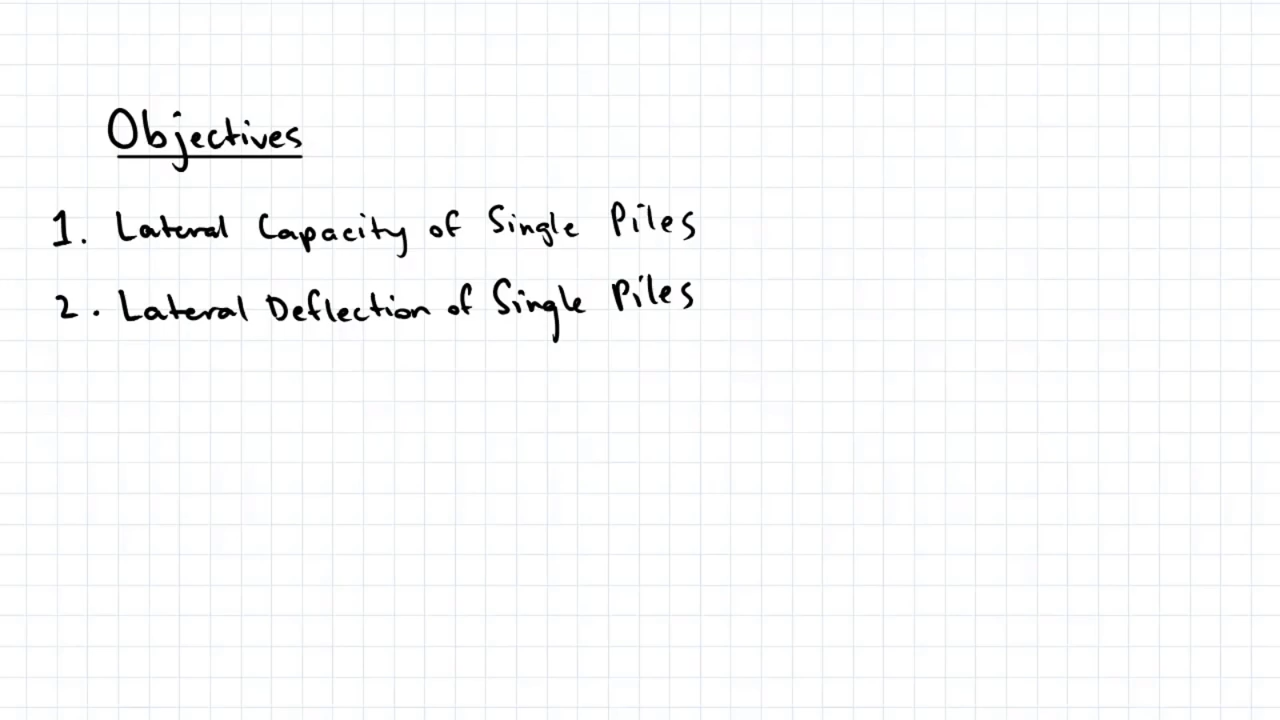 Objectives
1. Lateral Capacity of Single Piles
2. Lateral Deflection of Single Piles